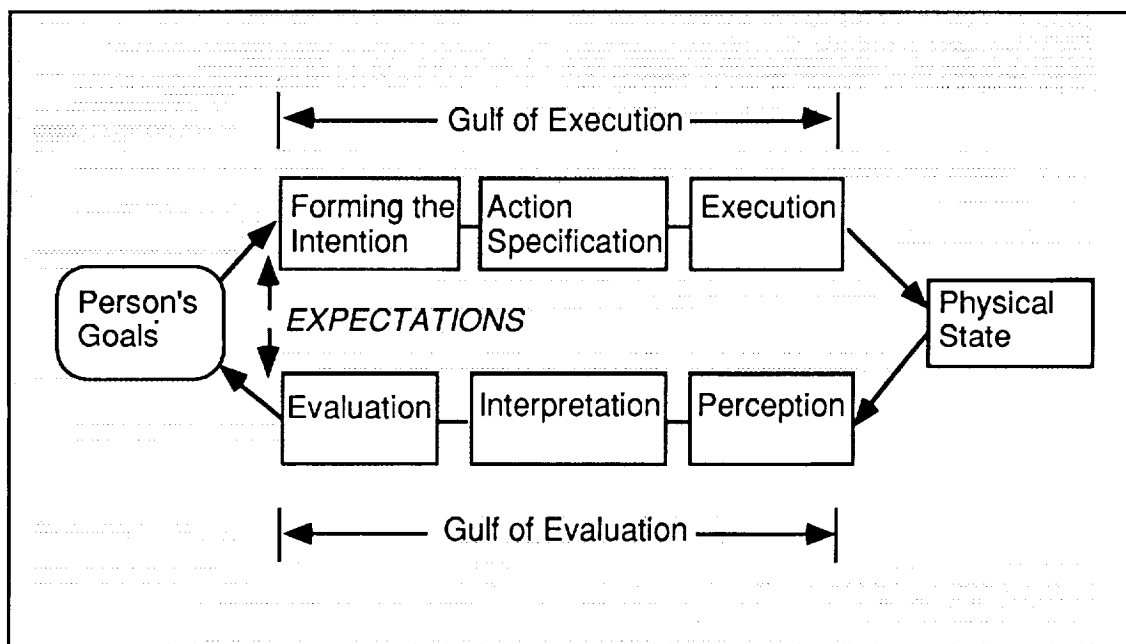 Gulf of Execution
Forming the
Intention
Action
Specification
Execution
Person's
Goals
EXPECTATIONS
Physical
State
Evaluation
Interpretation
Perception
Gulf of Evaluation